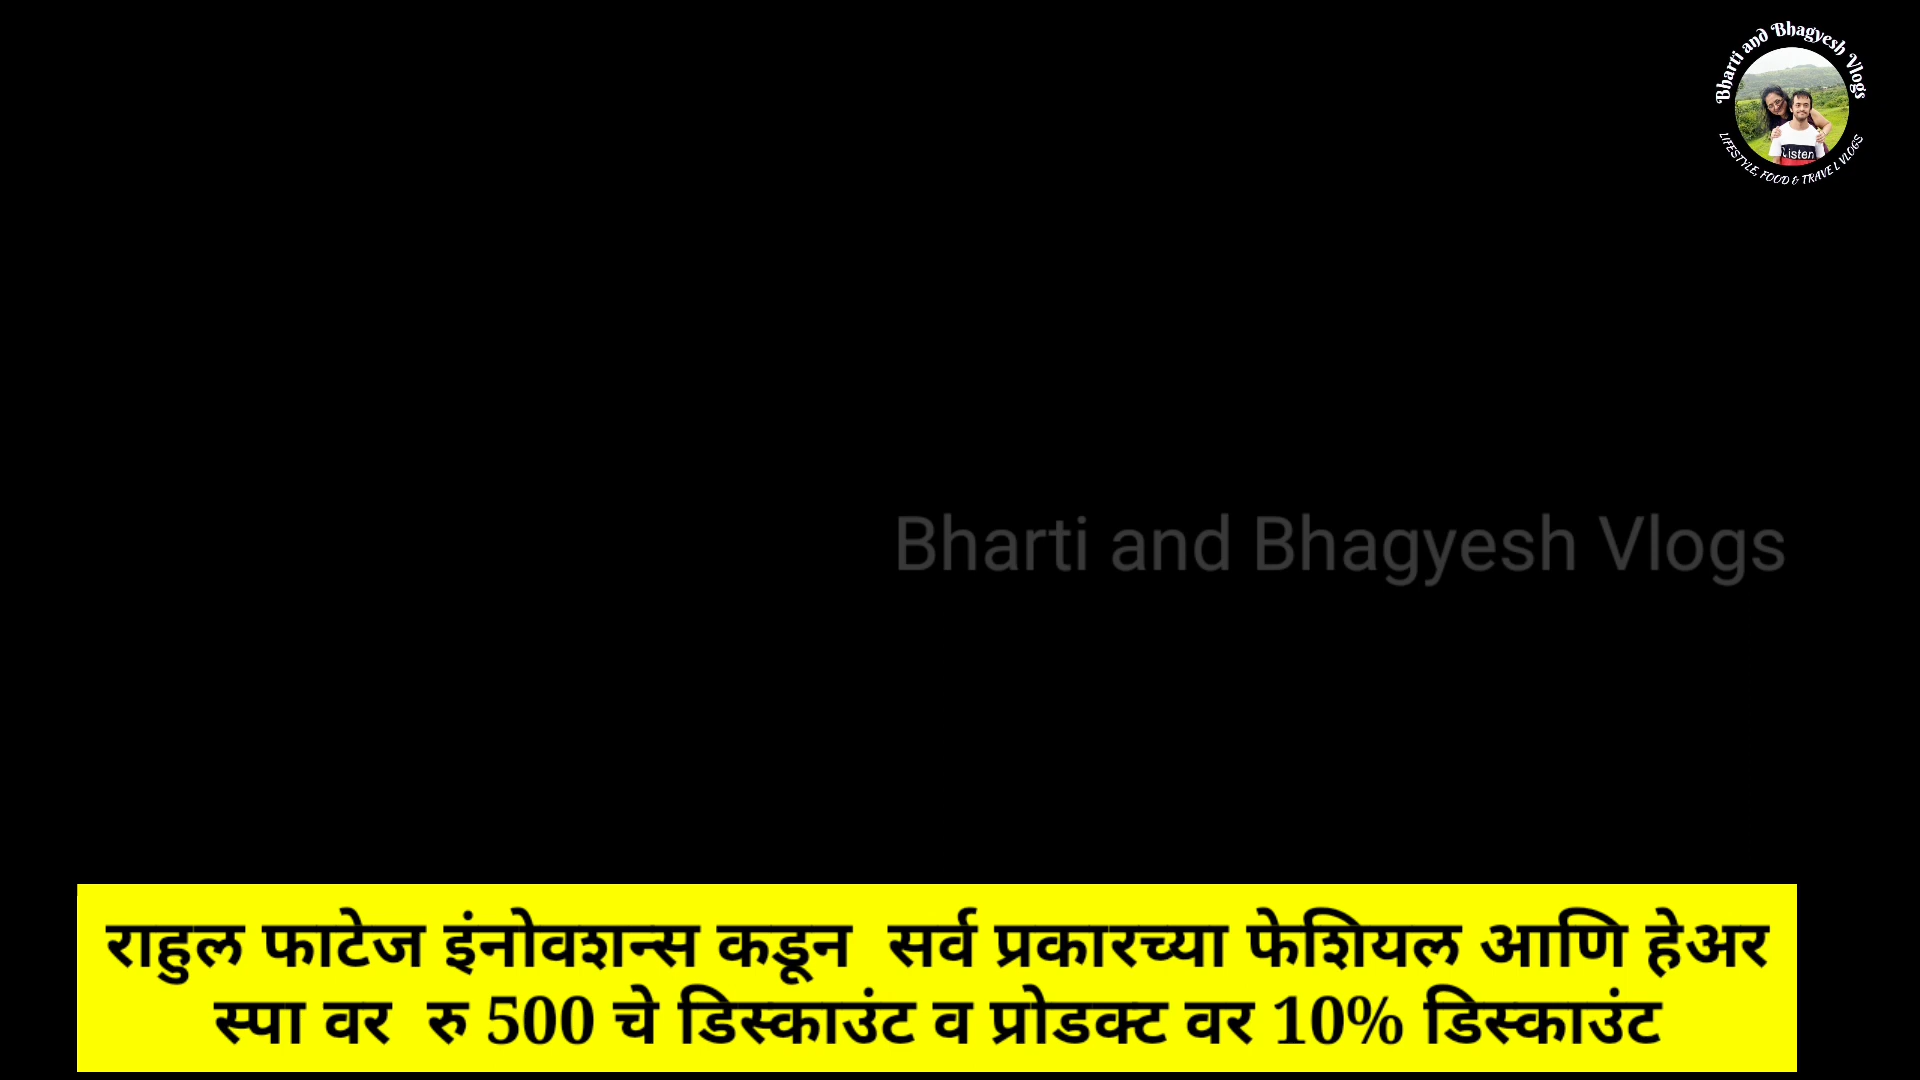 Bharti and Bhagyesh Vlogs
Listen
LIFESTYLE, FOOD & TRAVEL VLOGS
Bharti and Bhagyesh Vlogs
राहुल फाटेज इंनोवशन्स कडून सर्व प्रकारच्या फेशियल आणि हेअर
स्पा वर रु 500 चे डिस्काउंट व प्रोडक्ट वर 10% डिस्काउंट